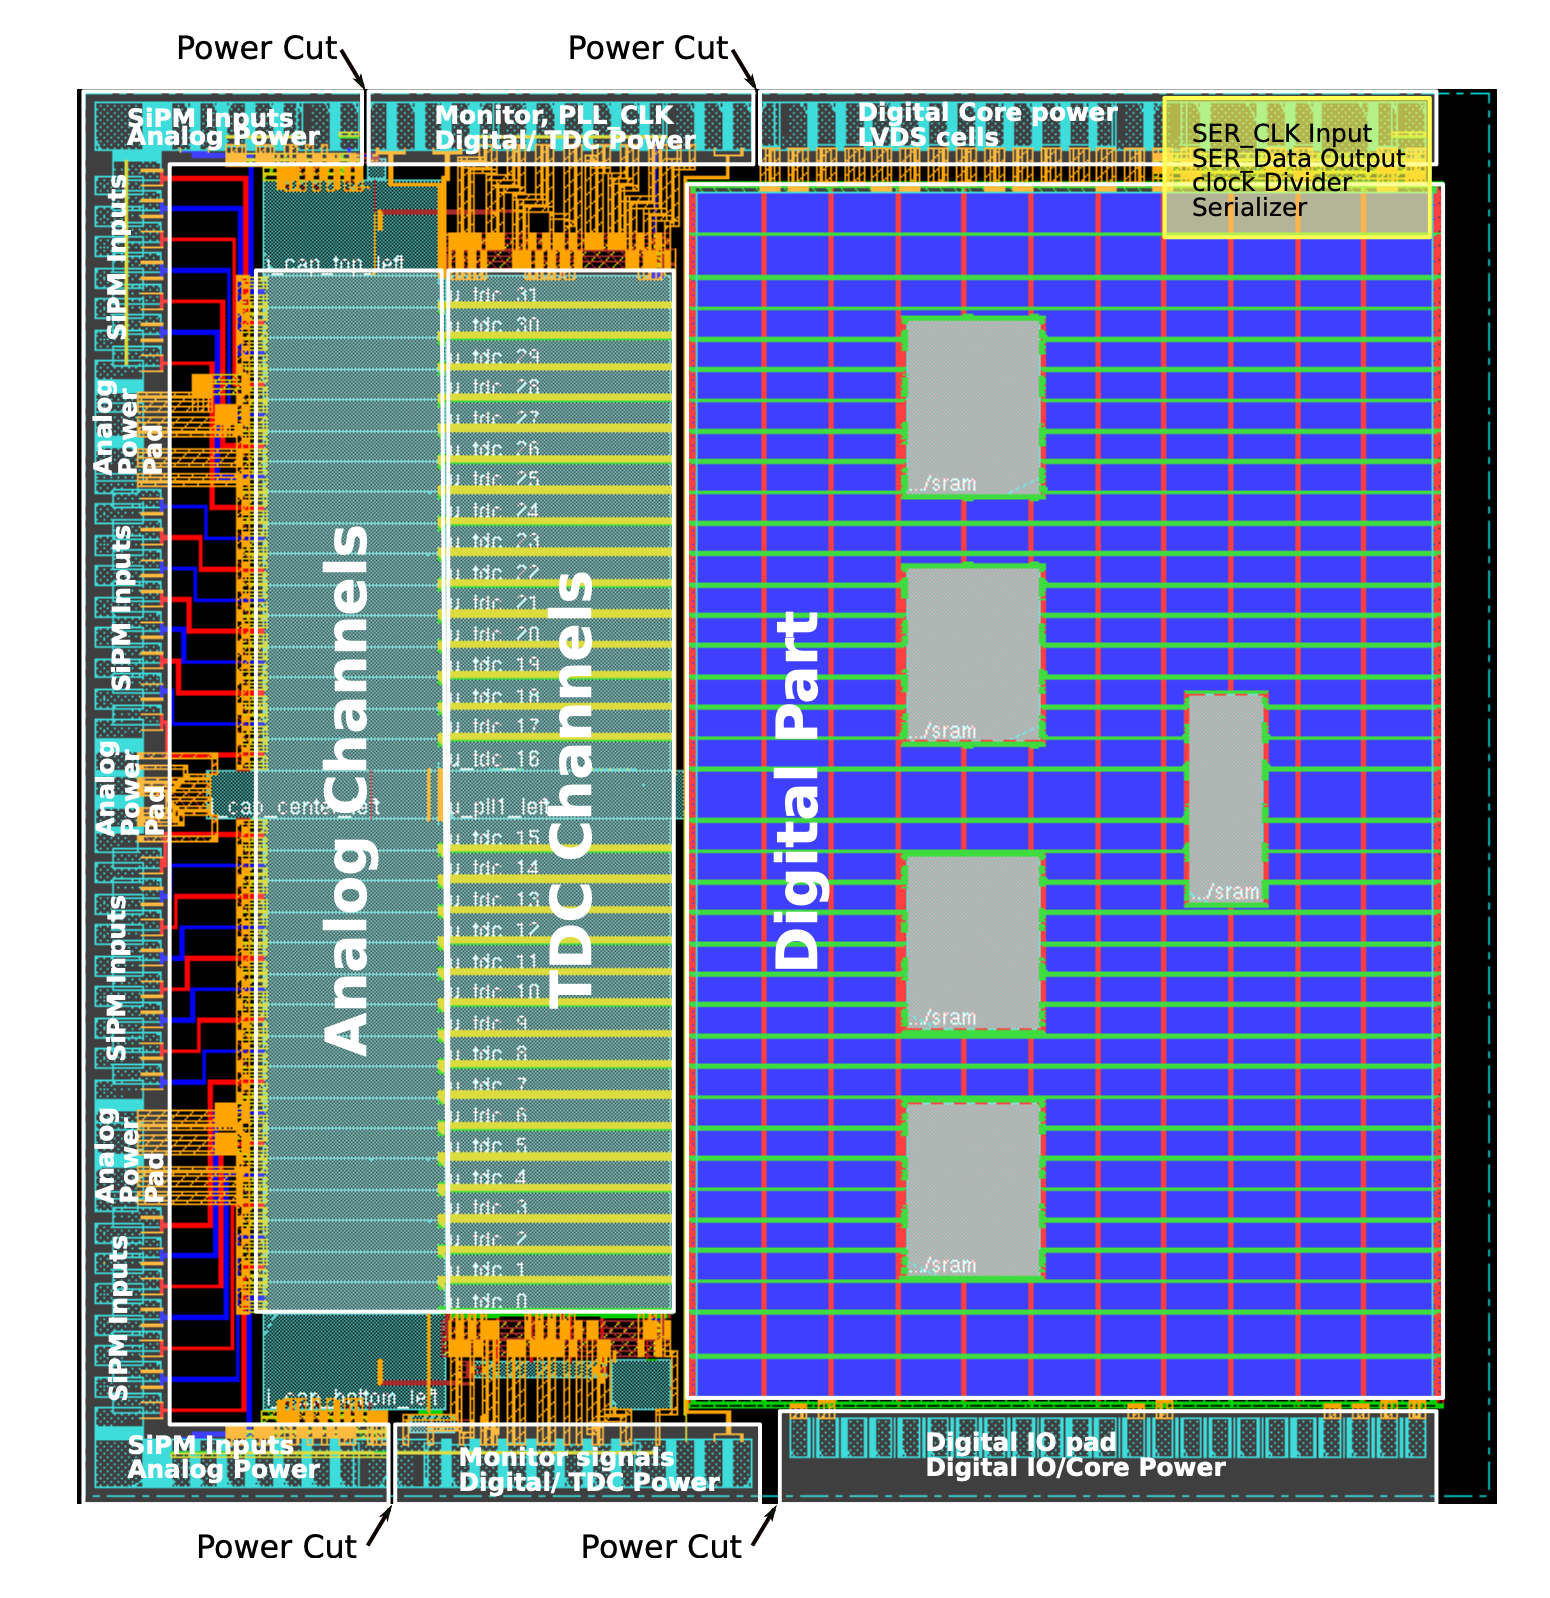 Power Cut
Power Cut
SiPM Inputs
Analog Power
Monitor, PLL_CLK
Digital/ TDC Power
Digital Core power
LVDS cells
SER_CLK Input
SER_Data Output
clock Divider
Serializer
SiPM Inputs
Analog
Power
Pad
SiPM Inputs
Analog
Power
Pad
SiPM Inputs
Analog
Power
Pad
SiPM Inputs
i_cap_top_left
Analog Channels
i_cap_center_left
i_cap_bottom_left
u_tdc_31
u_tdc_30
u_tdc_29
u_tdc_28
u_tdc_27
u_tdc_26
u_tdc_25
u_tdc_24
u_tdc_23
u_tdc_22
u_tdc_21
u_tdc_20
u_tdc_19
u_tdc_18
u_tdc_17
u_tdc_16
u_pll1_left
u_tdc_15
u_tdc_14
u_tdc_13
u_tdc_12
u_tdc_11
u_tdc_10
u_tdc_9
u_tdc_8
u_tdc_7
u_tdc_6
u_tdc_5
u_tdc_4
u_tdc_3
u_tdc_2
u_tdc_1
u_tdc_0
TDC Channels
Digital Part
.../sram
.../sram
.../sram
.../sram
.../sram
SiPM Inputs
Analog Power
Monitor signals
Digital/ TDC Power
Digital IO pad
Digital IO/Core Power
Power Cut
Power Cut